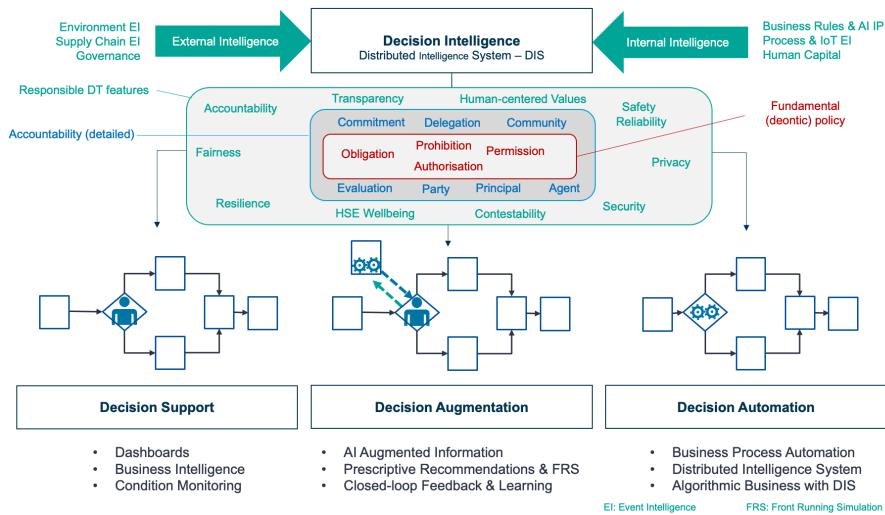 Environment EI
Supply Chain EI
Governance
External Intelligence
Decision Intelligence
Distributed Intelligence System – DIS
Internal Intelligence
Business Rules & AI IP
Process & IoT EI
Human Capital
Responsible DT features
Accountability
Transparency
Human-centered Values
Safety
Reliability
Fundamental
(deontic) policy
Accountability (detailed)
Commitment
Delegation
Community
Fairness
Obligation
Prohibition
Permission
Authorisation
Privacy
Evaluation
Party
Principal
Agent
Resilience
HSE Wellbeing
Contestability
Security
Decision Support
Decision Augmentation
Decision Automation
• Dashboards
• Business Intelligence
• Condition Monitoring
• AI Augmented Information
• Prescriptive Recommendations & FRS
• Closed-loop Feedback & Learning
• Business Process Automation
• Distributed Intelligence System
• Algorithmic Business with DIS
EI: Event Intelligence
FRS: Front Running Simulation